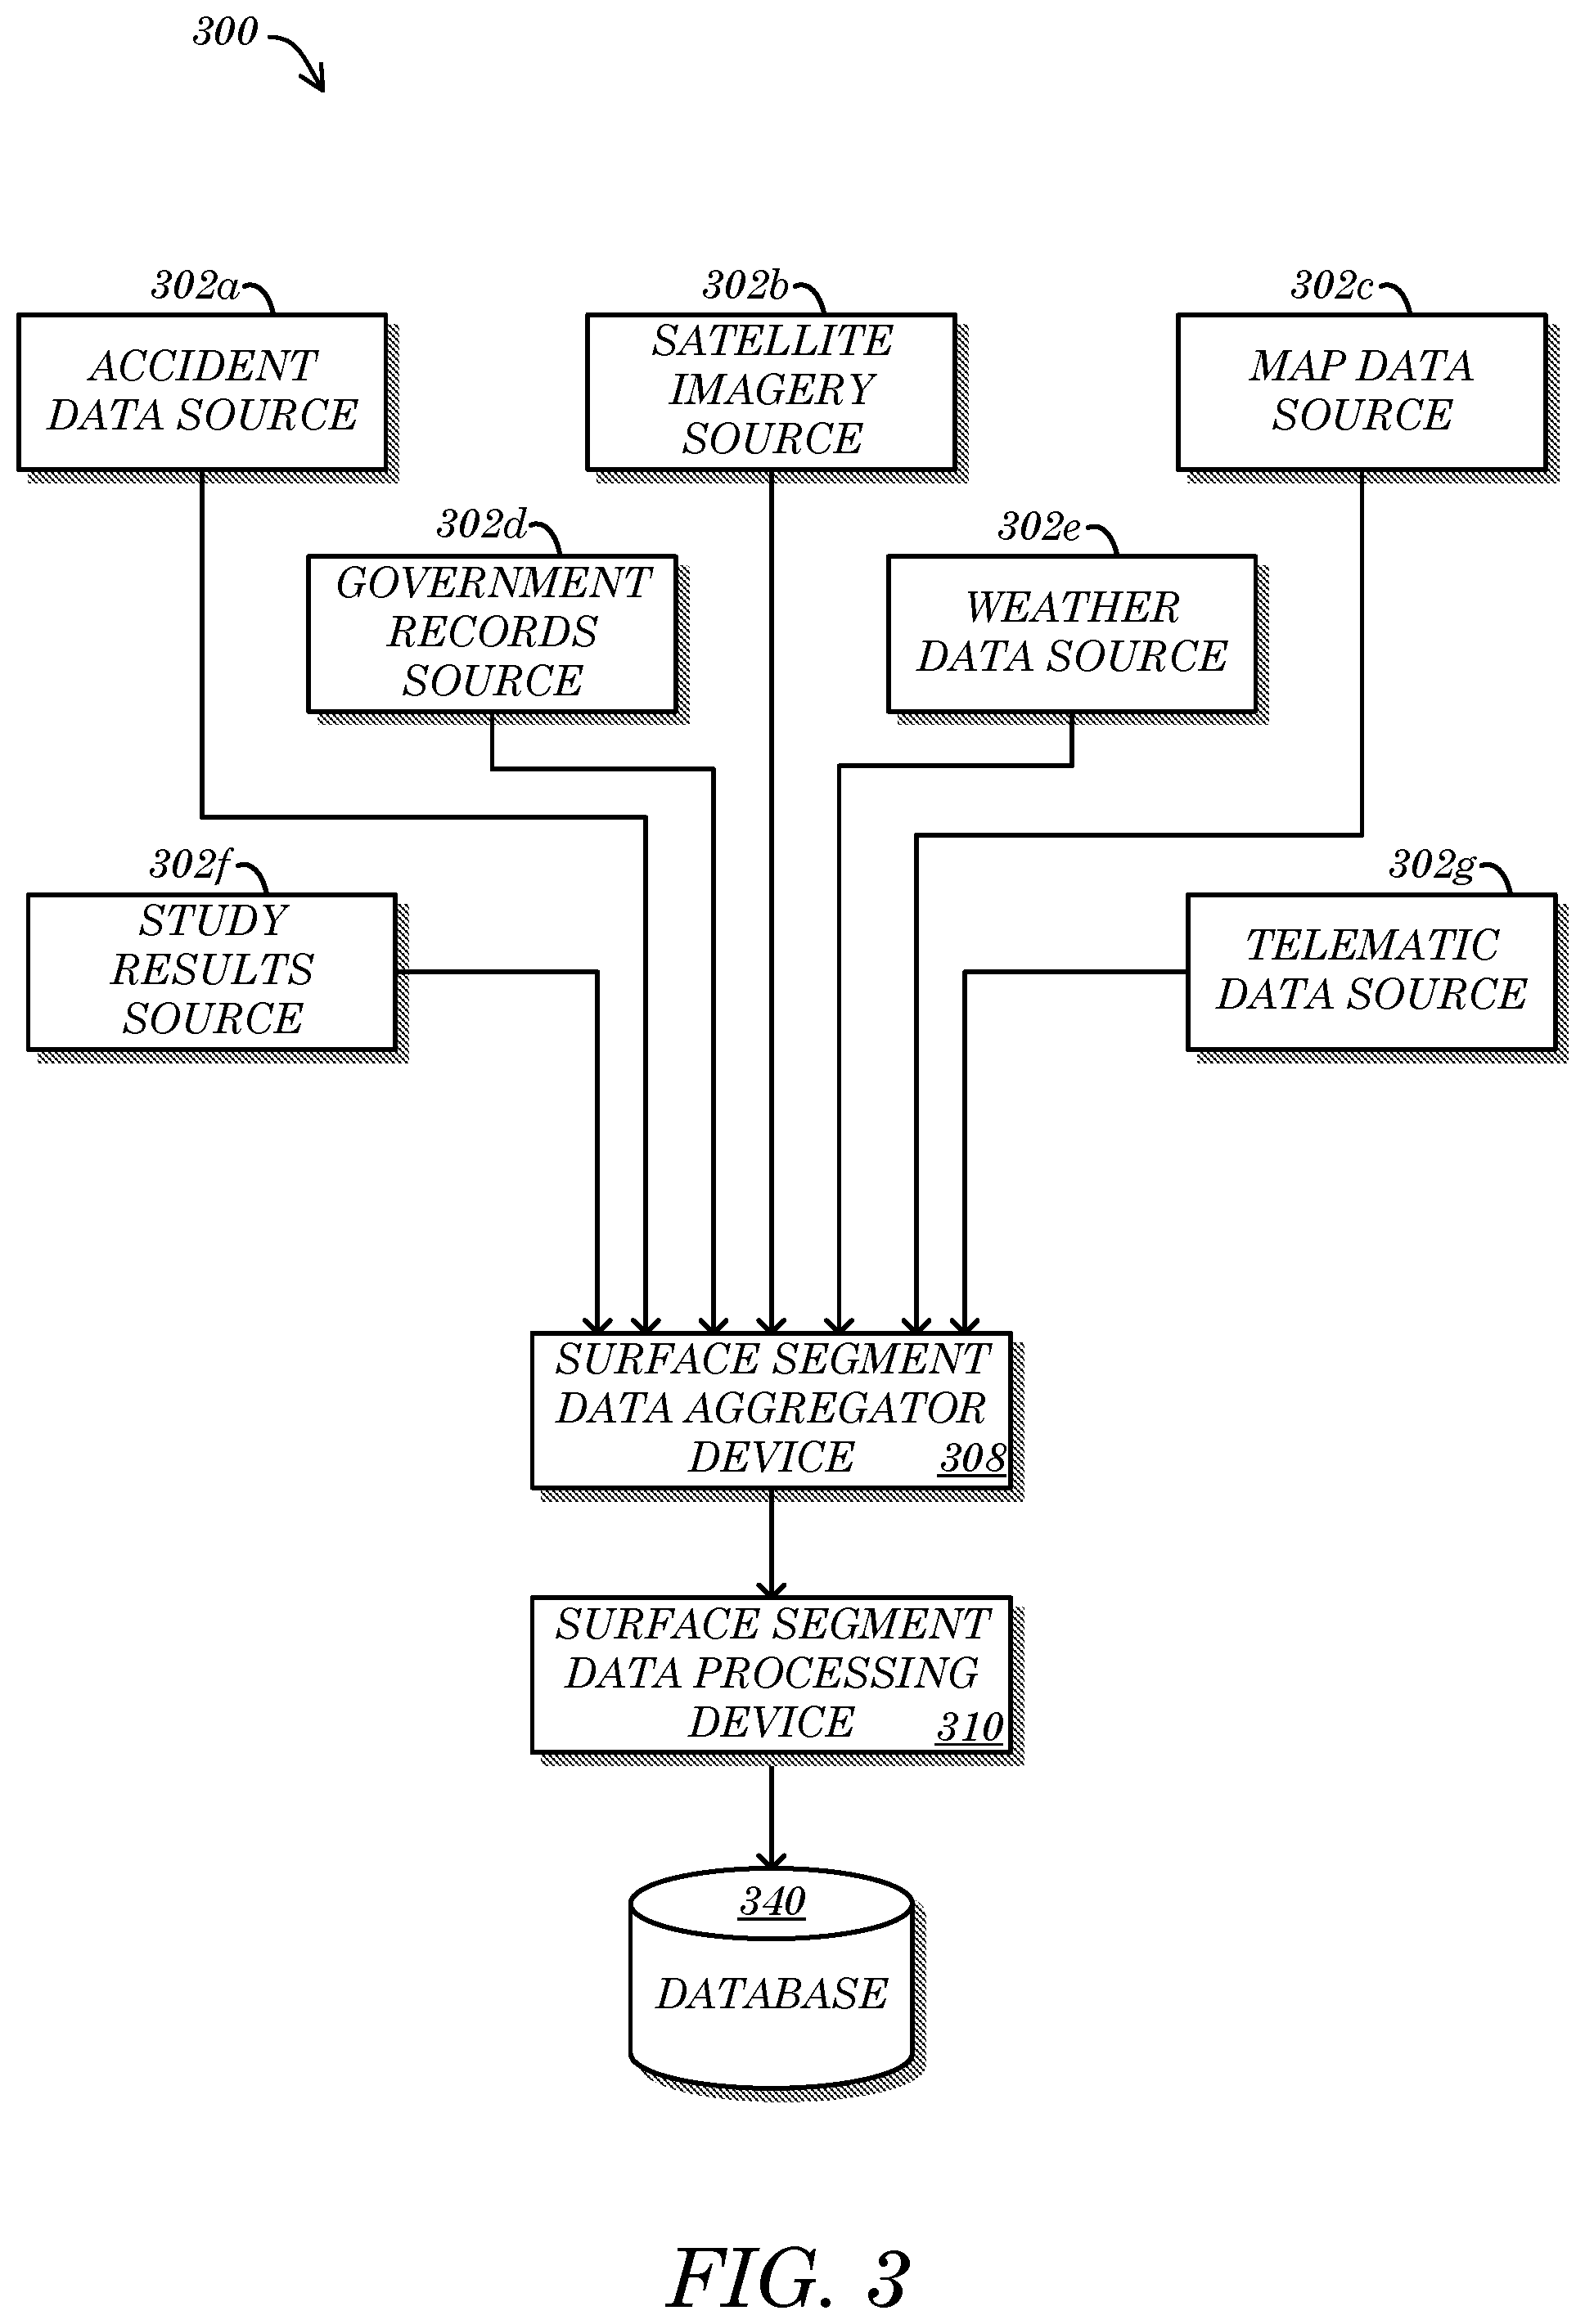 300
302a
302b
302c
ACCIDENT
DATA SOURCE
SATELLITE
IMAGERY
SOURCE
MAP DATA
SOURCE
302d
302e
GOVERNMENT
RECORDS
SOURCE
WEATHER
DATA SOURCE
302f
302g
STUDY
RESULTS
SOURCE
TELEMATIC
DATA SOURCE
SURFACE SEGMENT
DATA AGGREGATOR
DEVICE 308
SURFACE SEGMENT
DATA PROCESSING
DEVICE 310
340
DATABASE
FIG. 3